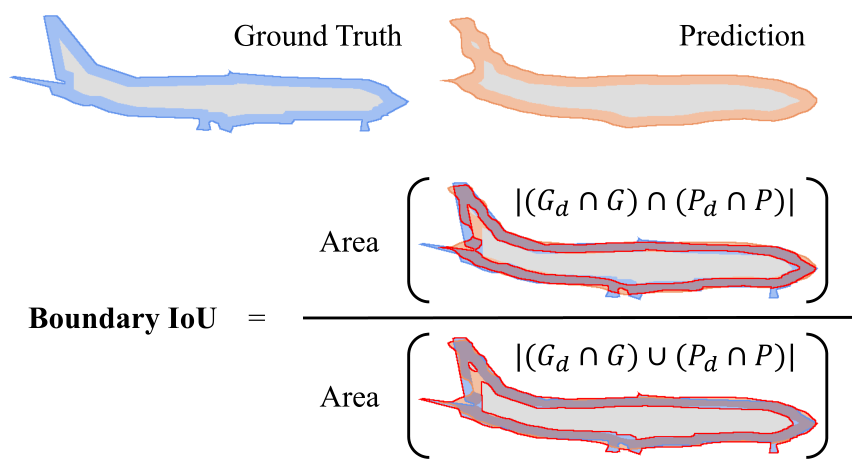 Ground Truth
Prediction
|(G_d ∩ G) ∩ (P_d ∩ P)|
Area
Boundary IoU =
|(G_d ∩ G) ∪ (P_d ∩ P)|
Area